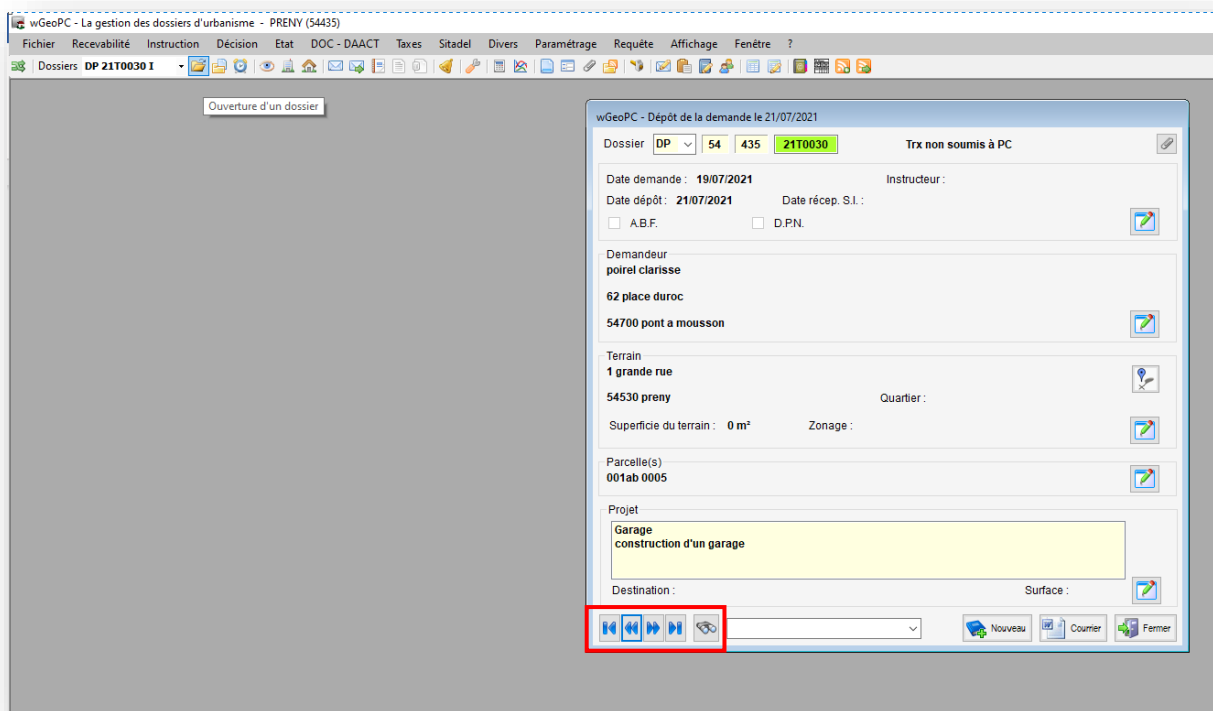 wGeoPC - La gestion des dossiers d'urbanisme - PRENY (54435)
Fichier Recevabilité Instruction Décision Etat DOC - DAACT Taxes Sitadel Divers Paramétrage Requête Affichage Fenêtre ?
Dossiers DP 21T0030 I
Ouverture d'un dossier
wGeoPC - Dépôt de la demande le 21/07/2021
Dossier DP 54 435 21T0030 Trx non soumis à PC
Date demande : 19/07/2021 Instructeur :
Date dépôt : 21/07/2021 Date récep. S.I. :
A.B.F. D.P.N.
Demandeur
poirel clarisse
62 place duroc
54700 pont a mousson
Terrain
1 grande rue
54530 preny Quartier :
Superficie du terrain : 0 m² Zonage :
Parcelle(s)
001ab 0005
Projet
Garage
construction d'un garage
Destination : Surface :
Nouveau Courrier Fermer